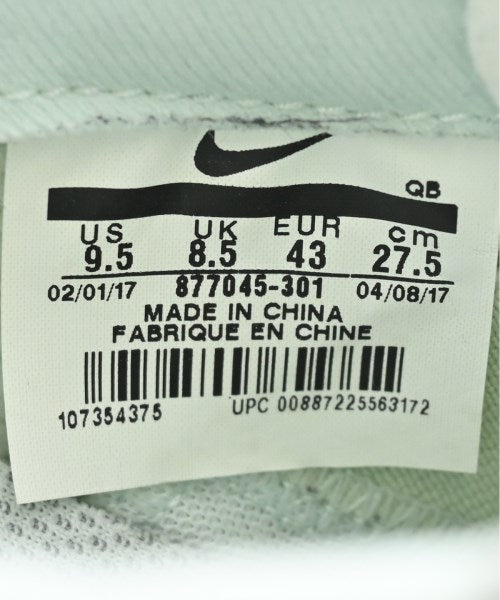 QB
US UK EUR cm
9.5 8.5 43 27.5
02/01/17 877045-301 04/08/17
MADE IN CHINA
FABRIQUE EN CHINE
107354375 UPC 00887225563172